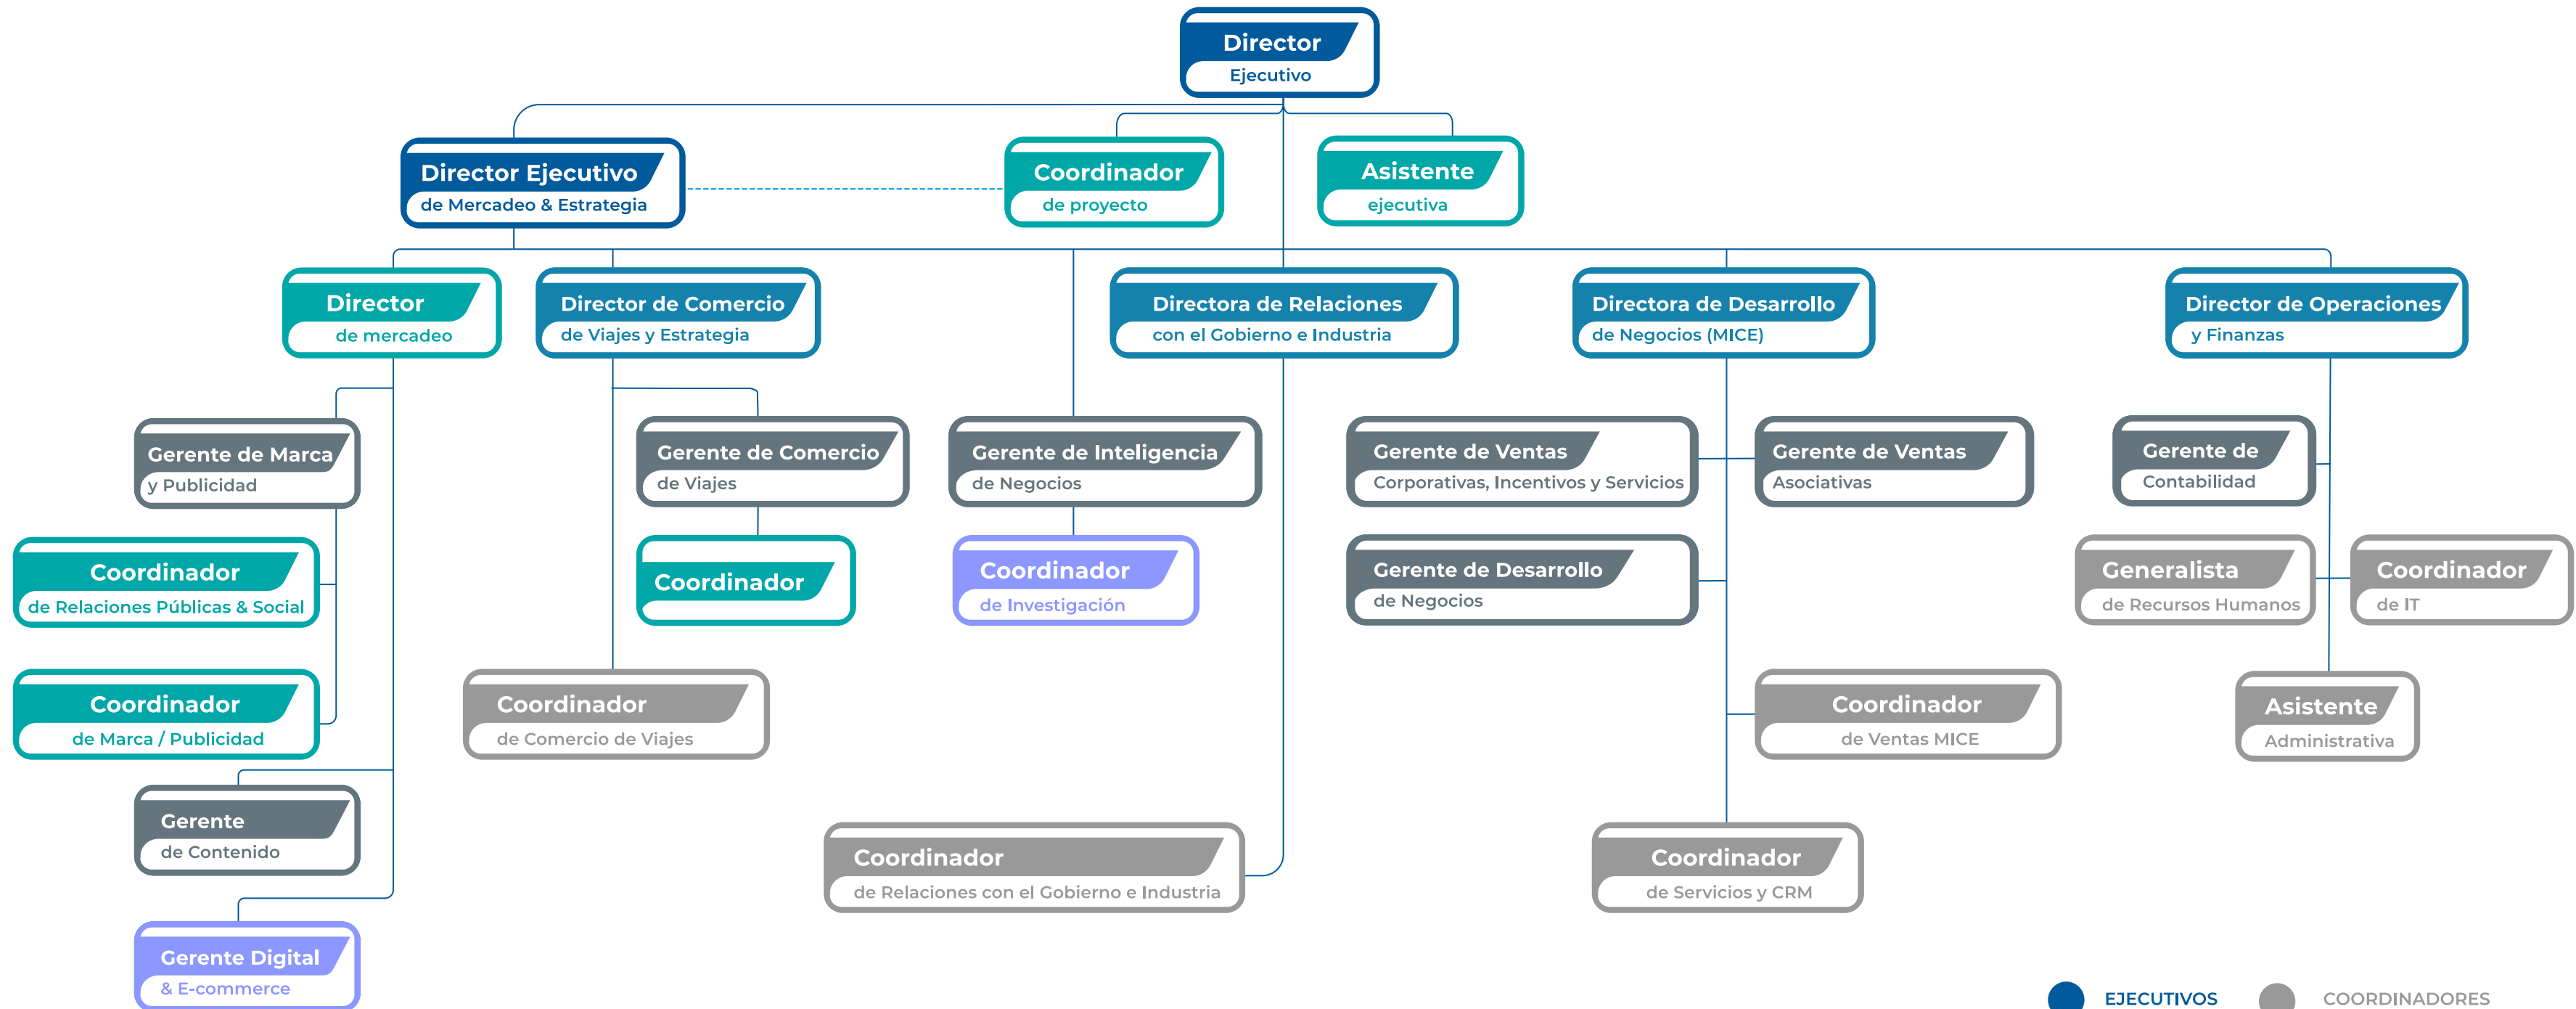 Director
Ejecutivo
Director Ejecutivo
de Mercadeo & Estrategia
Coordinador
de proyecto
Asistente
ejecutiva
Director
de mercadeo
Director de Comercio
de Viajes y Estrategia
Directora de Relaciones
con el Gobierno e Industria
Directora de Desarrollo
de Negocios (MICE)
Director de Operaciones
y Finanzas
Gerente de Marca
y Publicidad
Gerente de Comercio
de Viajes
Gerente de Inteligencia
de Negocios
Gerente de Ventas
Corporativas, Incentivos y Servicios
Gerente de Ventas
Asociativas
Gerente de
Contabilidad
Coordinador
de Relaciones Públicas & Social
Coordinador
Coordinador
de Investigación
Gerente de Desarrollo
de Negocios
Generalista
de Recursos Humanos
Coordinador
de IT
Coordinador
de Marca / Publicidad
Coordinador
de Comercio de Viajes
Coordinador
de Ventas MICE
Asistente
Administrativa
Gerente
de Contenido
Coordinador
de Relaciones con el Gobierno e Industria
Coordinador
de Servicios y CRM
Gerente Digital
& E-commerce
EJECUTIVOS
COORDINADORES